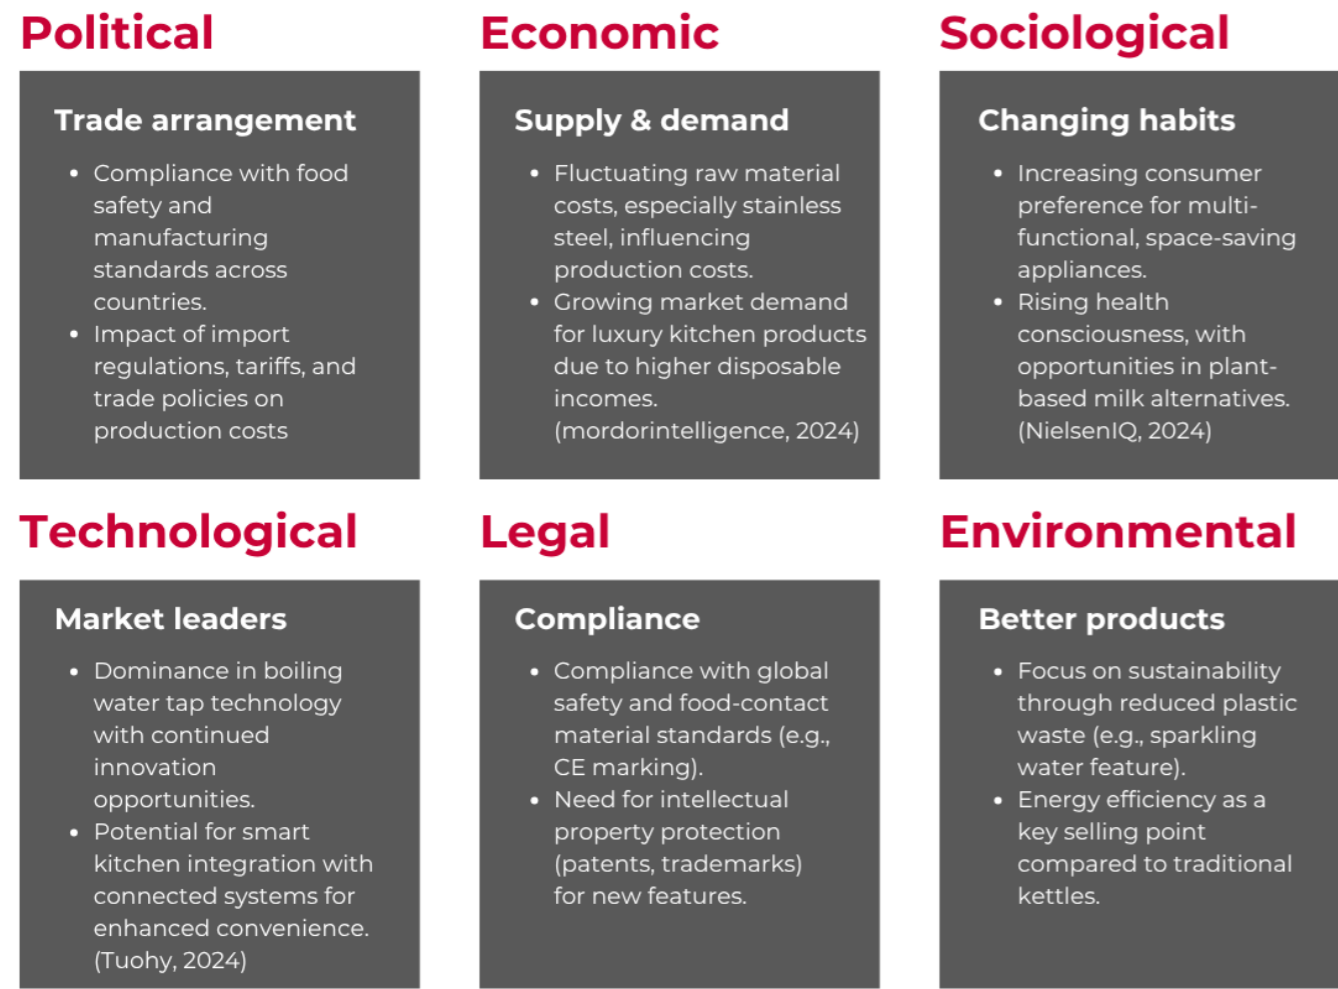 Political
Trade arrangement
• Compliance with food
safety and
manufacturing
standards across
countries.
• Impact of import
regulations, tariffs, and
trade policies on
production costs
Economic
Supply & demand
• Fluctuating raw material
costs, especially stainless
steel, influencing
production costs.
• Growing market demand
for luxury kitchen products
due to higher disposable
incomes.
(mordorintelligence, 2024)
Sociological
Changing habits
• Increasing consumer
preference for multi-
functional, space-saving
appliances.
• Rising health
consciousness, with
opportunities in plant-
based milk alternatives.
(NielsenIQ, 2024)
Technological
Market leaders
• Dominance in boiling
water tap technology
with continued
innovation
opportunities.
• Potential for smart
kitchen integration with
connected systems for
enhanced convenience.
(Tuohy, 2024)
Legal
Compliance
• Compliance with global
safety and food-contact
material standards (e.g.,
CE marking).
• Need for intellectual
property protection
(patents, trademarks)
for new features.
Environmental
Better products
• Focus on sustainability
through reduced plastic
waste (e.g., sparkling
water feature).
• Energy efficiency as a
key selling point
compared to traditional
kettles.